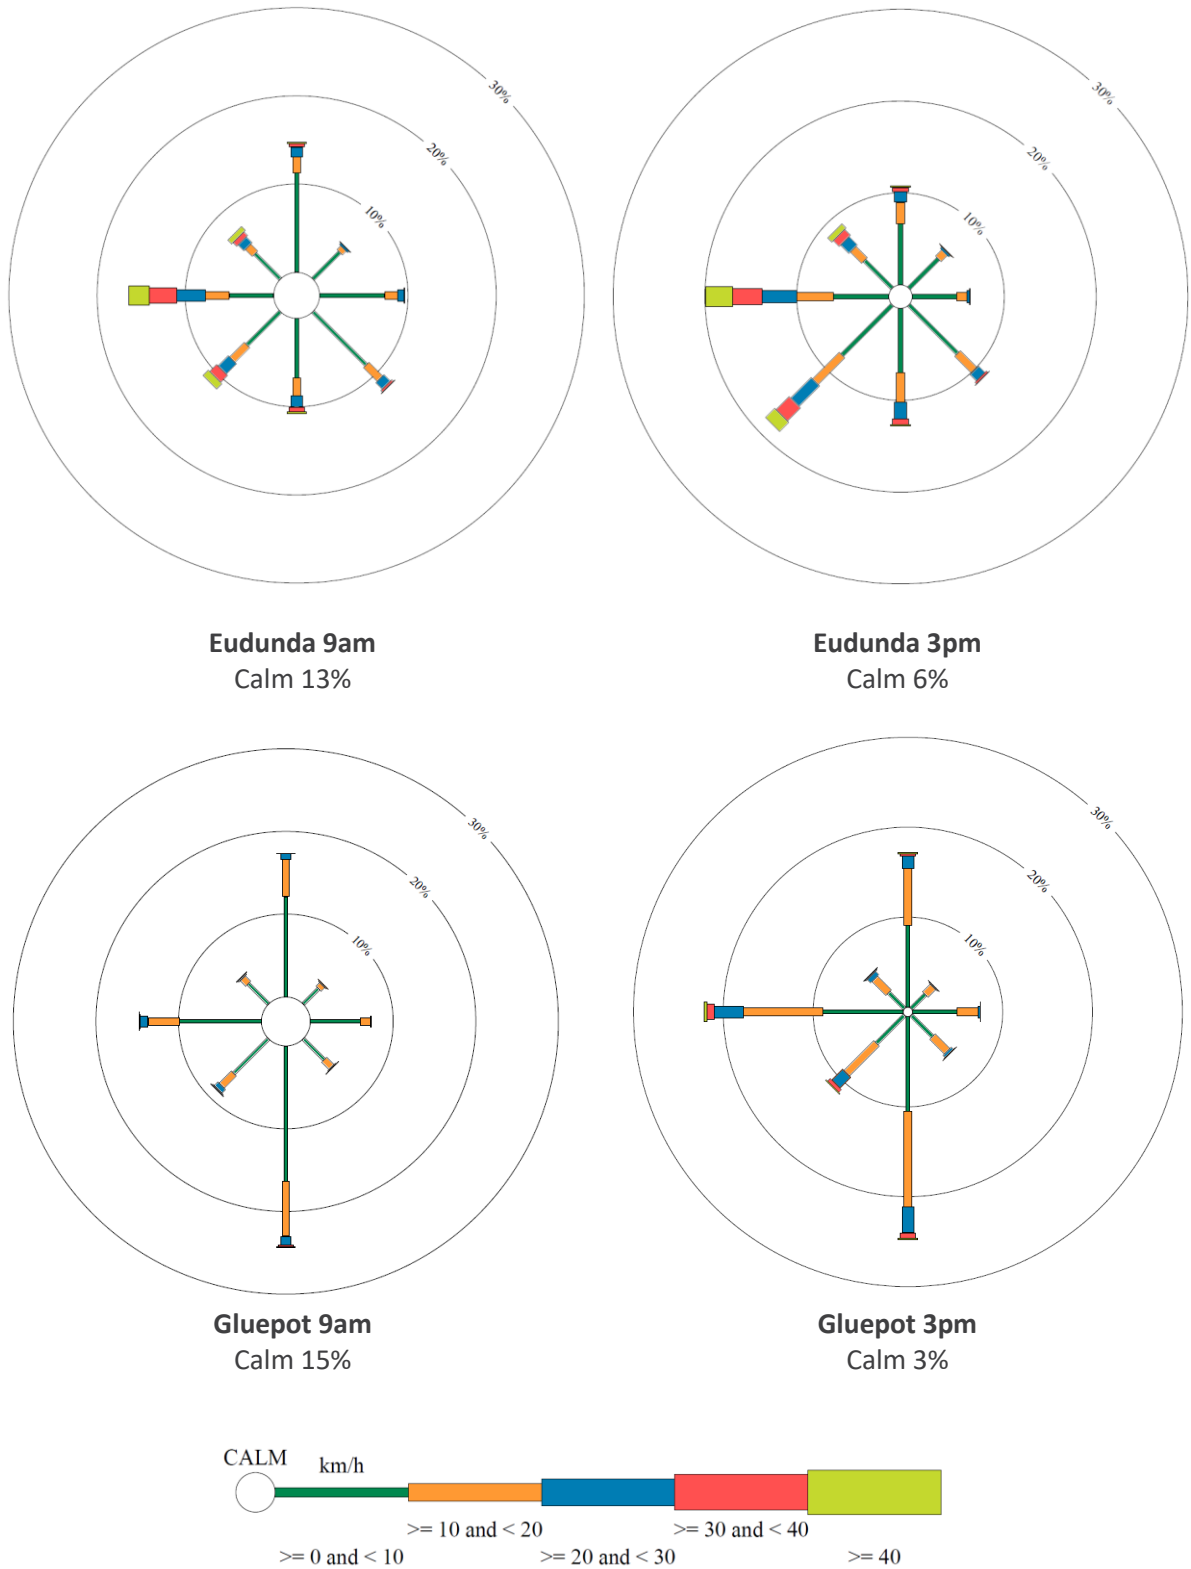 30%
20%
10%
30%
20%
10%
Eudunda 9am
Calm 13%
Eudunda 3pm
Calm 6%
30%
20%
10%
30%
20%
10%
Gluepot 9am
Calm 15%
Gluepot 3pm
Calm 3%
CALM
km/h
>= 10 and < 20
>= 30 and < 40
>= 0 and < 10
>= 20 and < 30
>= 40